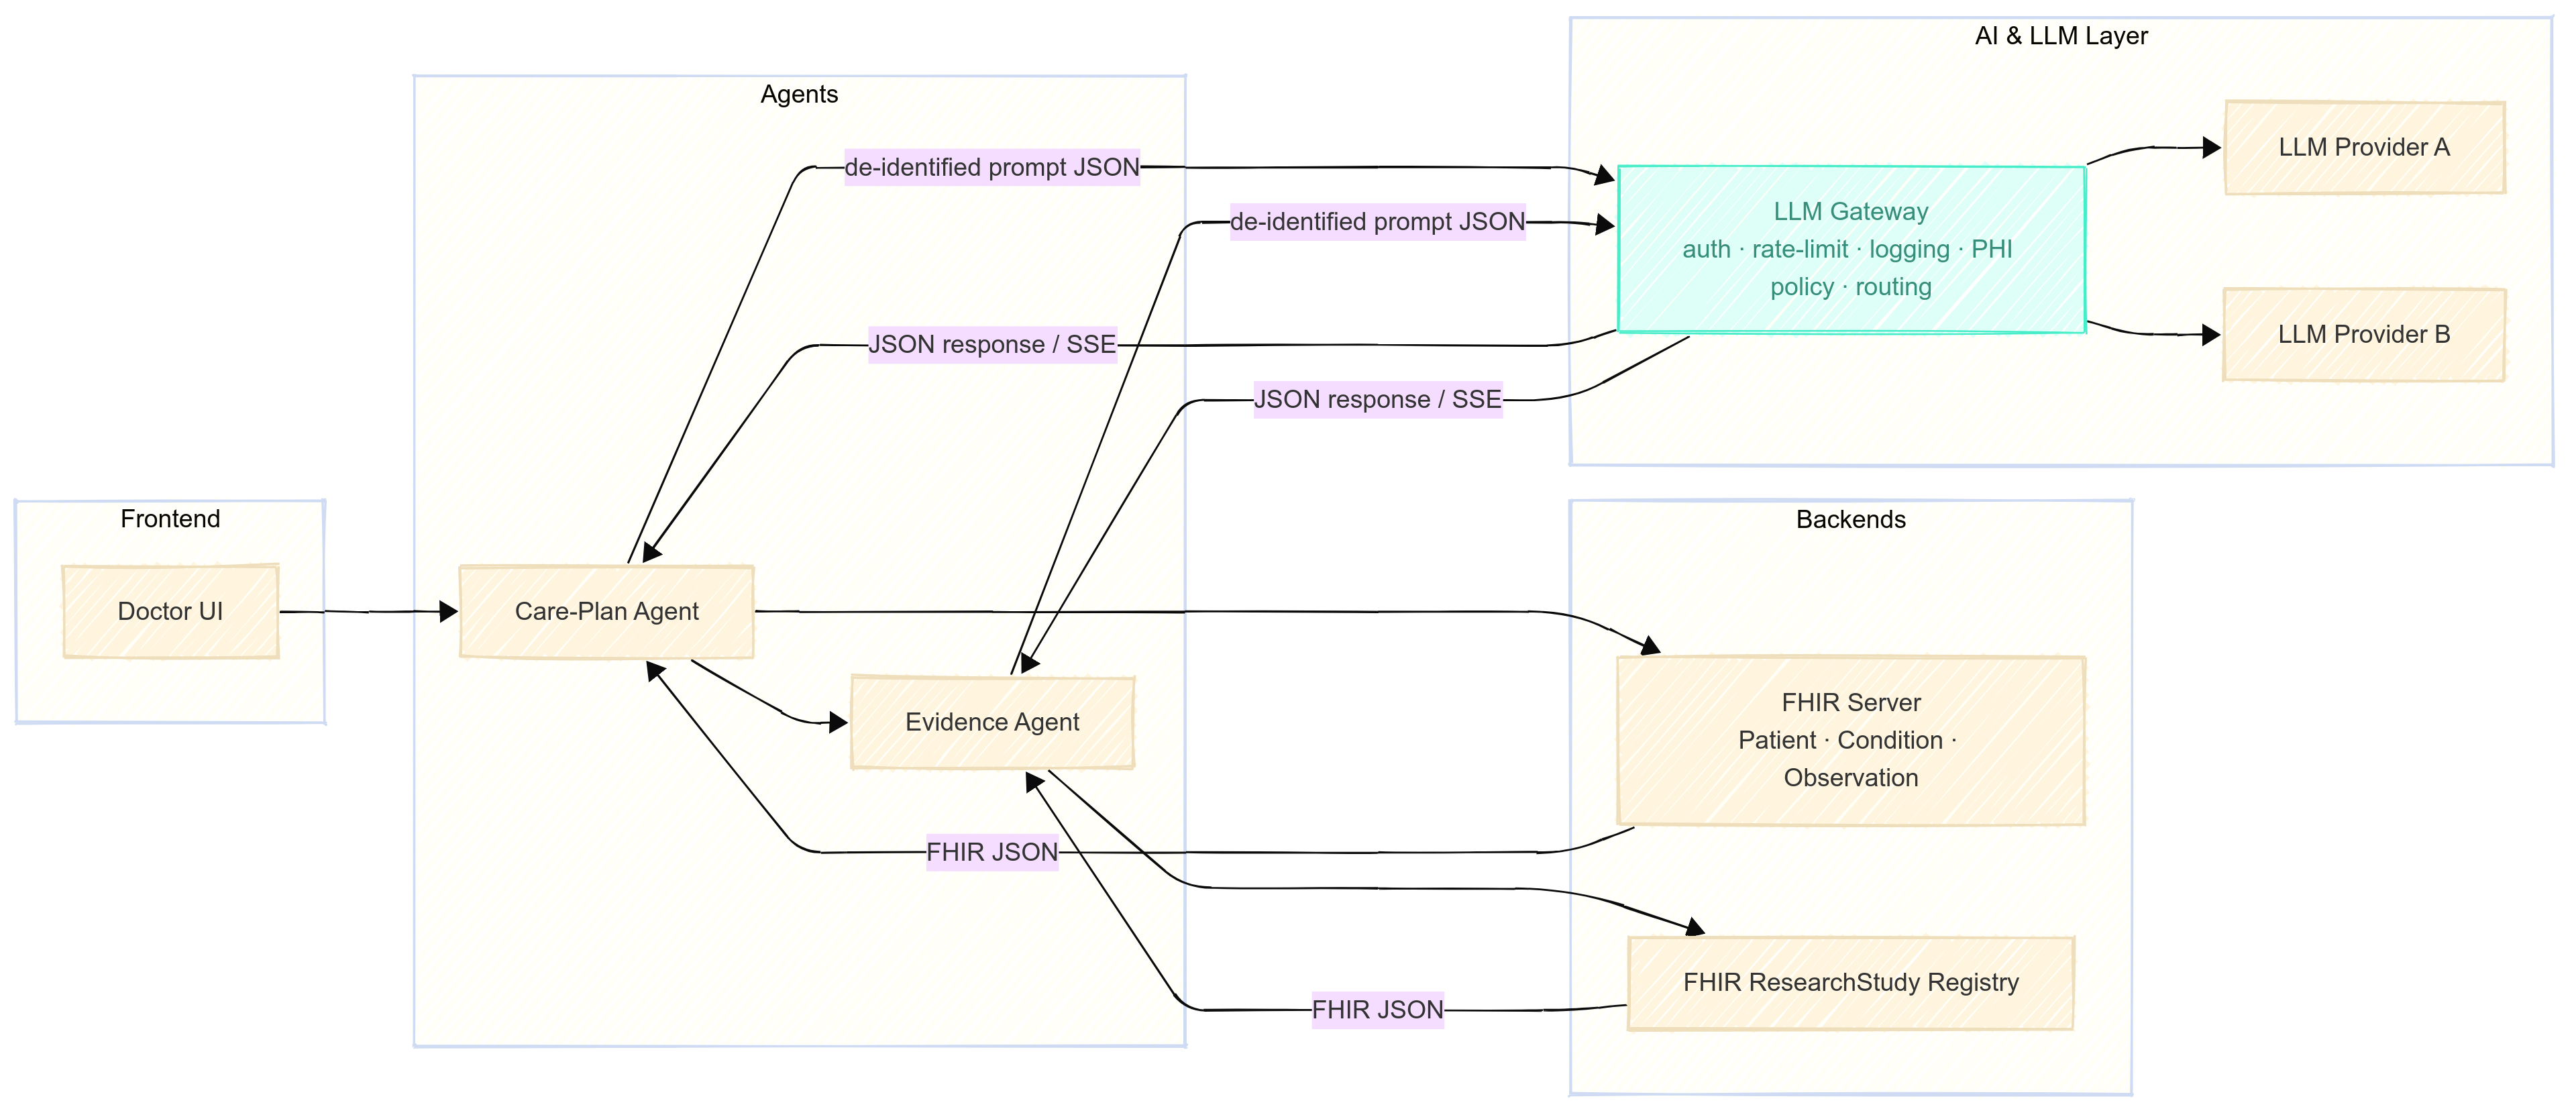 AI & LLM Layer
Agents
LLM Provider A
de-identified prompt JSON
de-identified prompt JSON
LLM Gateway
auth · rate-limit · logging · PHI
policy · routing
LLM Provider B
JSON response / SSE
JSON response / SSE
Frontend
Backends
Doctor UI
Care-Plan Agent
Evidence Agent
FHIR Server
Patient · Condition ·
Observation
FHIR JSON
FHIR ResearchStudy Registry
FHIR JSON